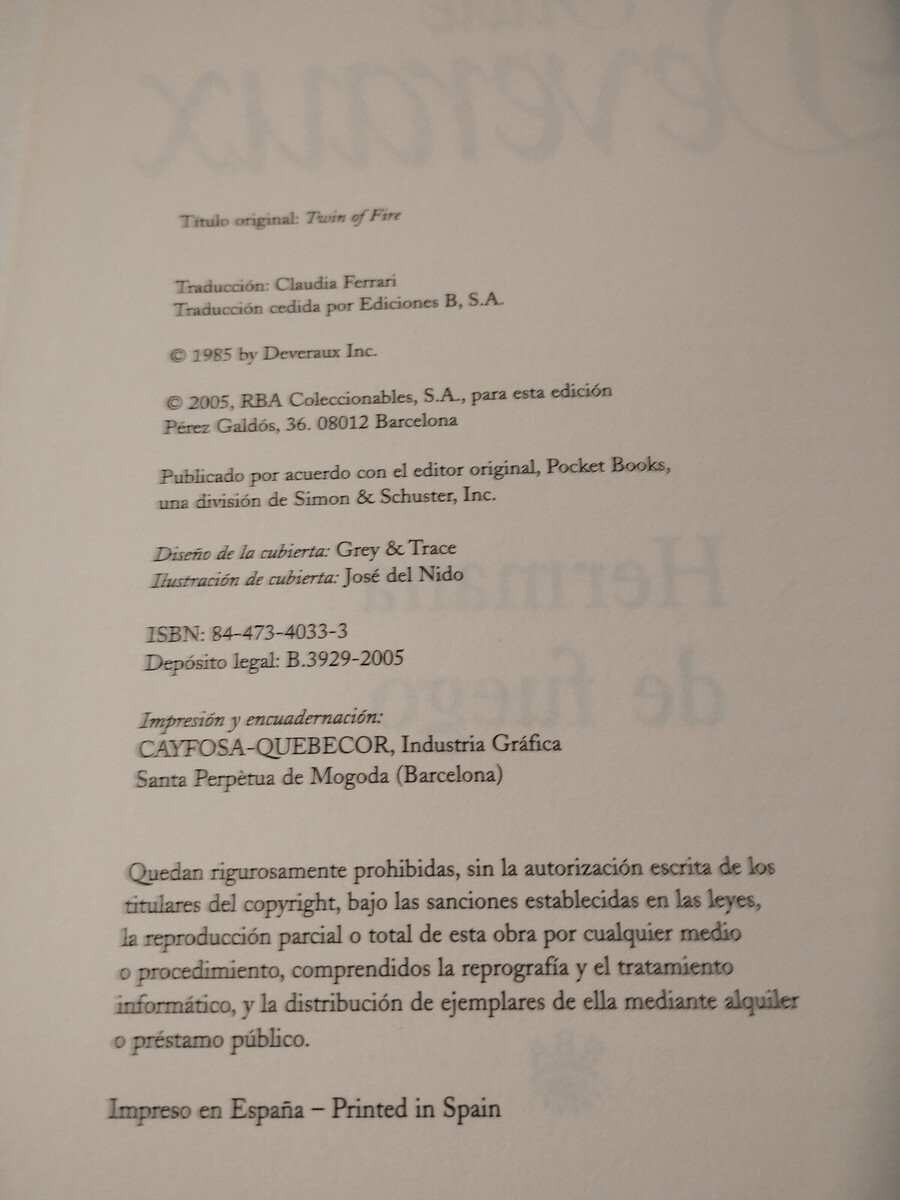 Deveraux
Título original: Twin of Fire
Traducción: Claudia Ferrari
Traducción cedida por Ediciones B, S.A.
© 1985 by Deveraux Inc.
© 2005, RBA Coleccionables, S.A., para esta edición
Pérez Galdós, 36. 08012 Barcelona
Publicado por acuerdo con el editor original, Pocket Books,
una división de Simon & Schuster, Inc.
Diseño de la cubierta: Grey & Trace
Ilustración de cubierta: José del Nido
Hermana
ISBN: 84-473-4033-3
Depósito legal: B.3929-2005
de fuego
Impresión y encuadernación:
CAYFOSA-QUEBECOR, Industria Gráfica
Santa Perpètua de Mogoda (Barcelona)
Quedan rigurosamente prohibidas, sin la autorización escrita de los
titulares del copyright, bajo las sanciones establecidas en las leyes,
la reproducción parcial o total de esta obra por cualquier medio
o procedimiento, comprendidos la reprografía y el tratamiento
informático, y la distribución de ejemplares de ella mediante alquiler
o préstamo público.
Impreso en España – Printed in Spain